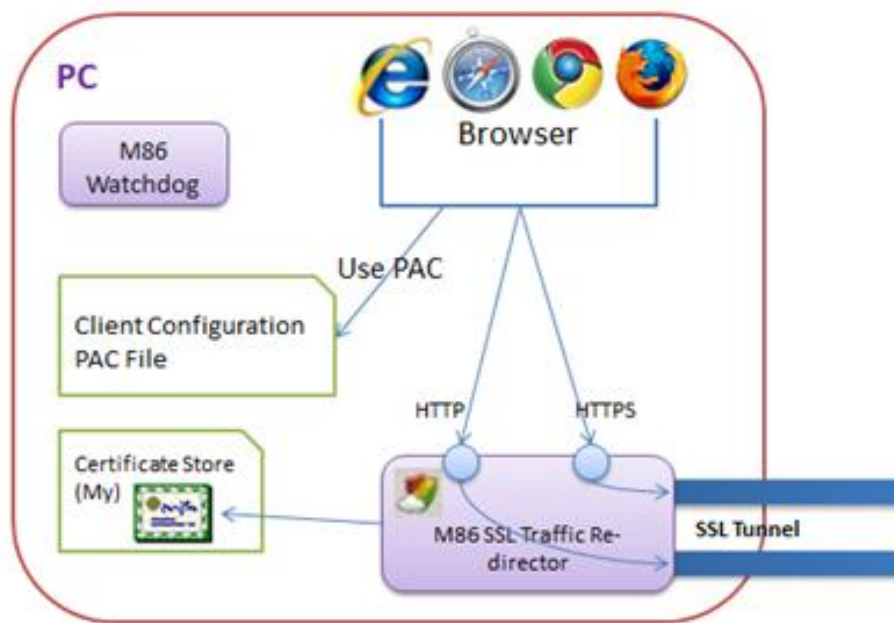 PC
Browser
M86
Watchdog
Use PAC
Client Configuration
PAC File
HTTP
HTTPS
Certificate Store
(My)
M86 SSL Traffic Re-
director
SSL Tunnel